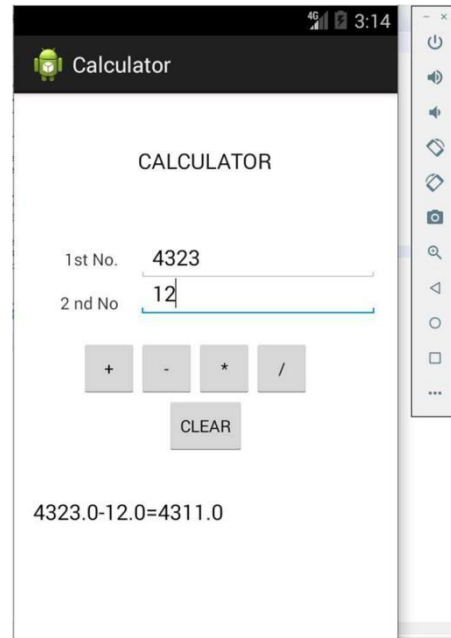 4G 3:14
Calculator
CALCULATOR
1st No. 4323
2 nd No 12
+ - * /
CLEAR
4323.0-12.0=4311.0